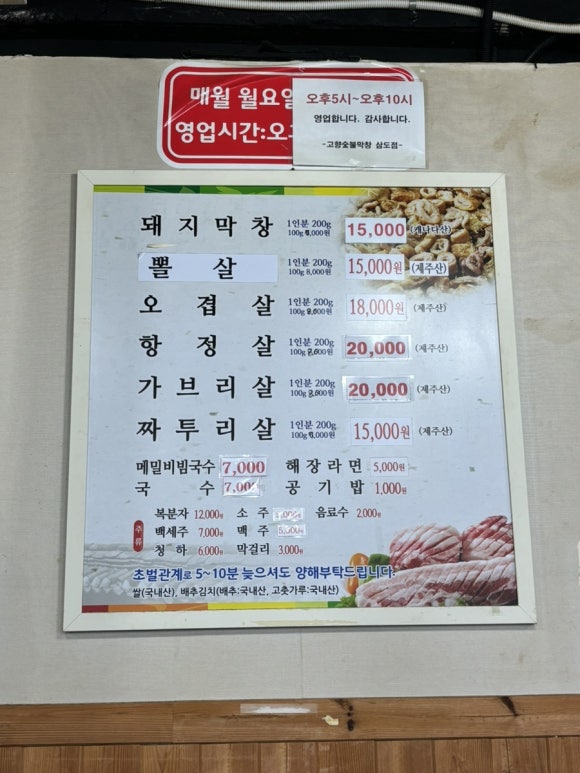 매월 월요일
영업시간:오
오후5시~오후10시
영업합니다. 감사합니다.
-고향숯불막창 삼도점-
돼지막창 1인분 200g 15,000 (캐나다산)
뽈살 1인분 200g 100g 8,000원 15,000원 (제주산)
오겹살 1인분 200g 18,000원 (제주산)
항정살 1인분 200g 20,000 (제주산)
가브리살 1인분 200g 20,000 (제주산)
짜투리살 1인분 200g 15,000원 (제주산)
메밀비빔국수 7,000 해장라면 5,000원
국수 7,000 공기밥 1,000원
주류
복분자 12,000원 소주 음료수 2,000원
백세주 7,000원 맥주 5,000원
청하 6,000원 막걸리 3,000원
초벌관계로 5~10분 늦으셔도 양해부탁드립니다.
쌀(국내산), 배추김치(배추:국내산, 고춧가루:국내산)